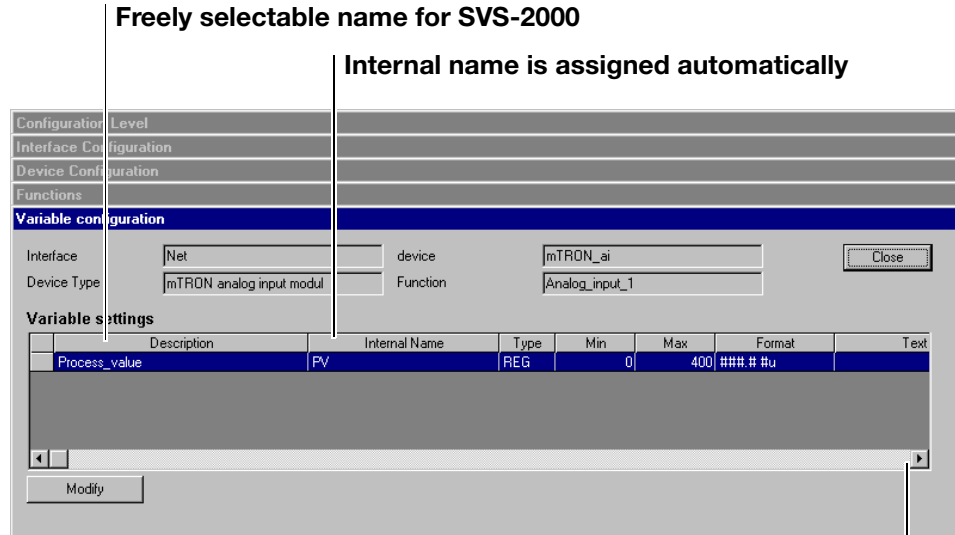 Freely selectable name for SVS-2000
Internal name is assigned automatically
Configuration Level
Interface Configuration
Device Configuration
Functions
Variable configuration
Interface Net device mTRON_ai Close
Device Type mTRON analog input modul Function Analog_input_1
Variable settings
Description Internal Name Type Min Max Format Text
Process_value PV REG 0 400 ###.# #u
Modify